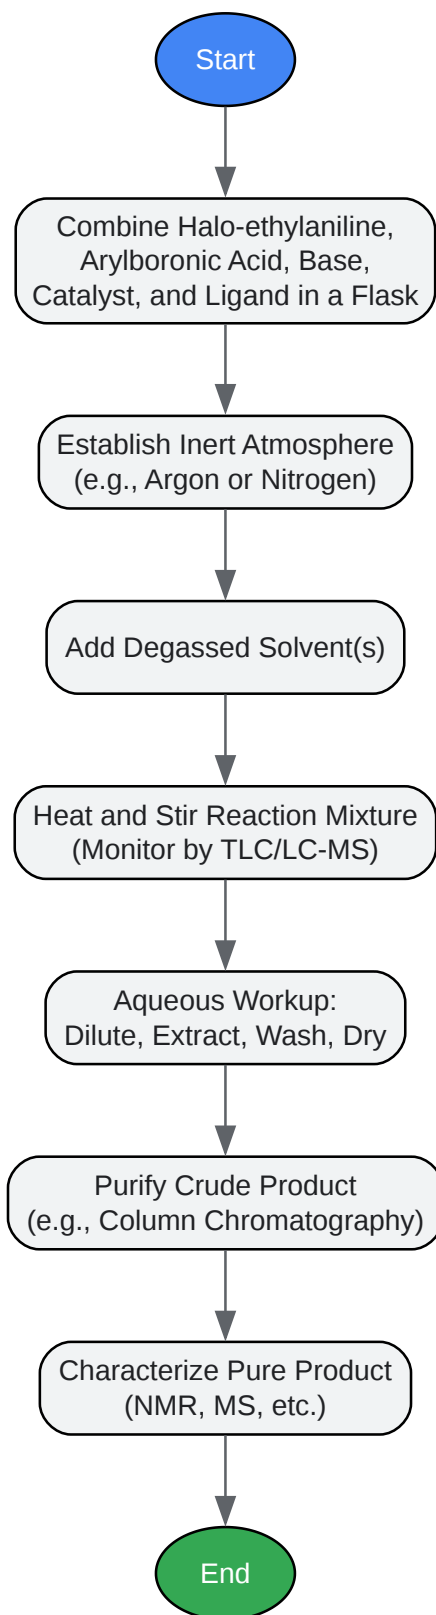 Start
Combine Halo-ethylaniline,
Arylboronic Acid, Base,
Catalyst, and Ligand in a Flask
Establish Inert Atmosphere
(e.g., Argon or Nitrogen)
Add Degassed Solvent(s)
Heat and Stir Reaction Mixture
(Monitor by TLC/LC-MS)
Aqueous Workup:
Dilute, Extract, Wash, Dry
Purify Crude Product
(e.g., Column Chromatography)
Characterize Pure Product
(NMR, MS, etc.)
End